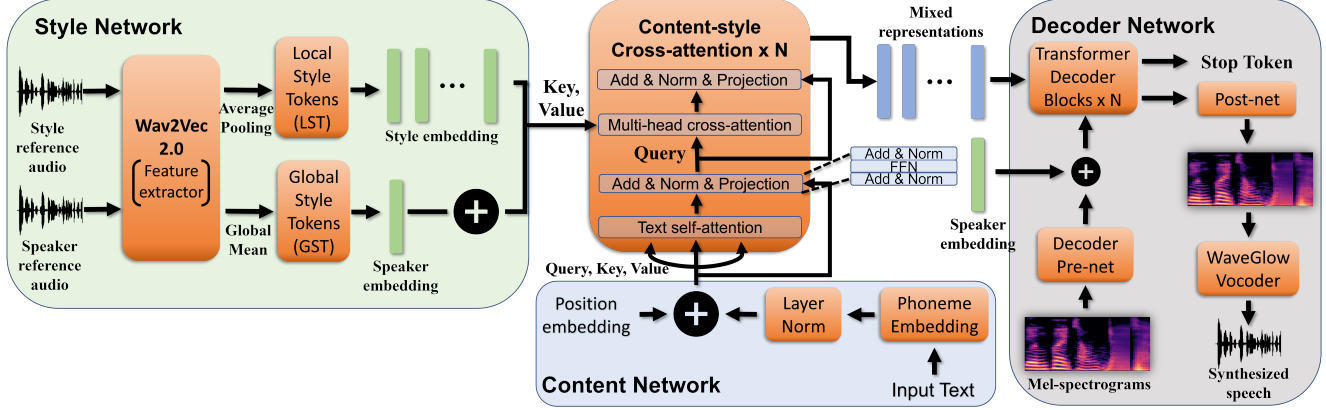 Style Network
Style
reference
audio
Speaker
reference
audio
Wav2Vec
2.0
Feature
extractor
Average
Pooling
Global
Mean
Local
Style
Tokens
(LST)
Global
Style
Tokens
(GST)
Style embedding
Speaker
embedding
Key,
Value
Content-style
Cross-attention x N
Add & Norm & Projection
Multi-head cross-attention
Query
Add & Norm & Projection
Text self-attention
Query, Key, Value
Add & Norm
FFN
Add & Norm
Mixed
representations
Speaker
embedding
Position
embedding
Layer
Norm
Phoneme
Embedding
Input Text
Content Network
Decoder Network
Transformer
Decoder
Blocks x N
Stop Token
Post-net
Decoder
Pre-net
Mel-spectrograms
WaveGlow
Vocoder
Synthesized
speech